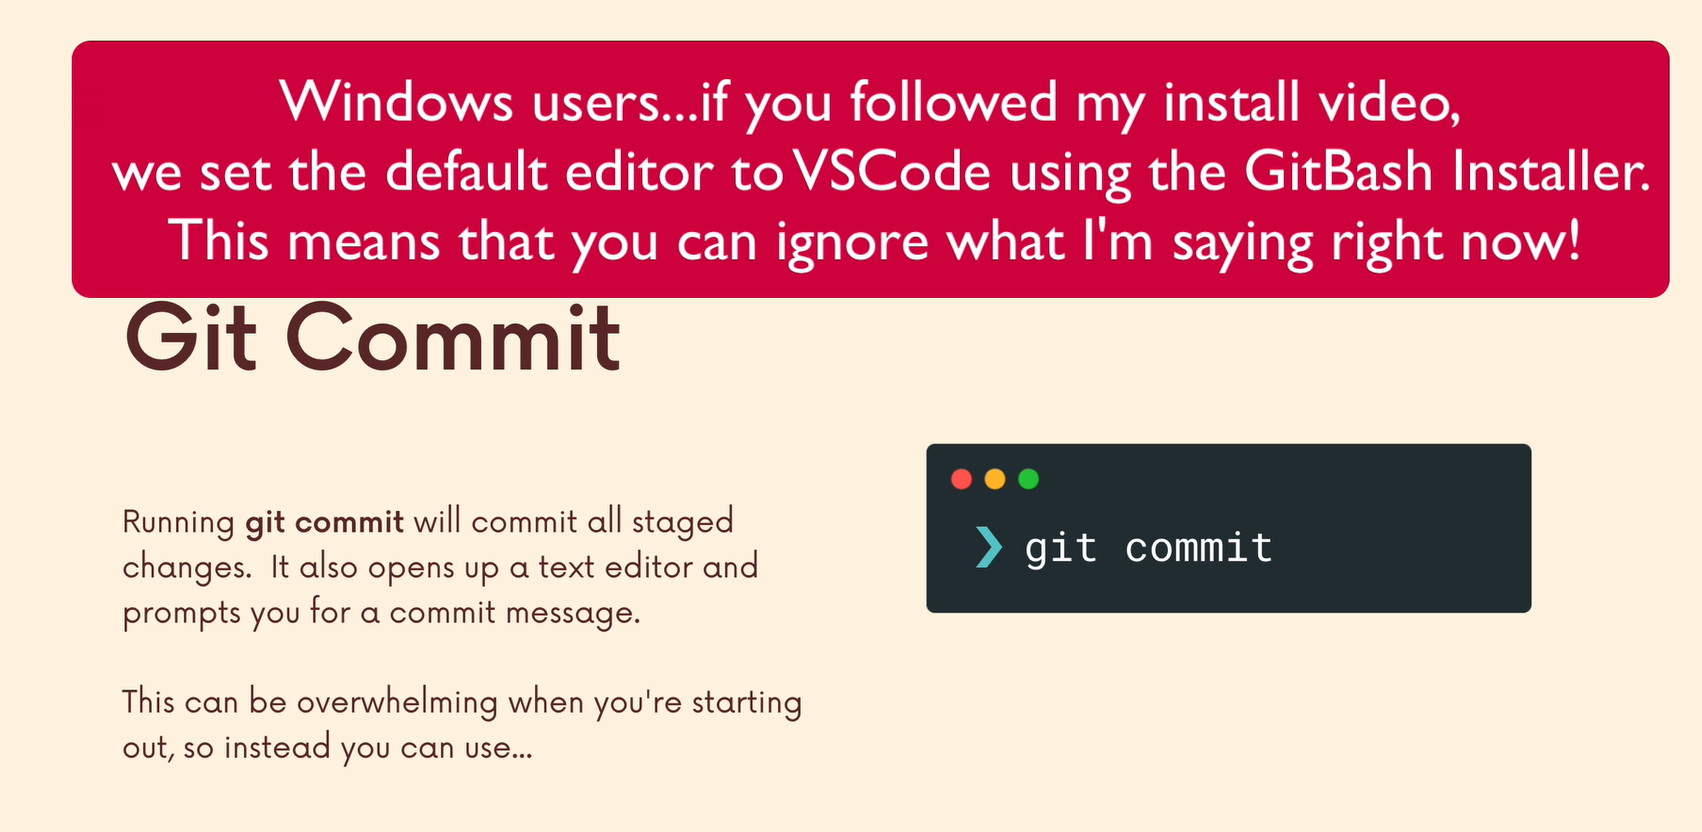 Windows users...if you followed my install video,
we set the default editor to VSCode using the GitBash Installer.
This means that you can ignore what I'm saying right now!
Git Commit
Running git commit will commit all staged
changes.  It also opens up a text editor and
prompts you for a commit message.
This can be overwhelming when you're starting
out, so instead you can use...
❯ git commit